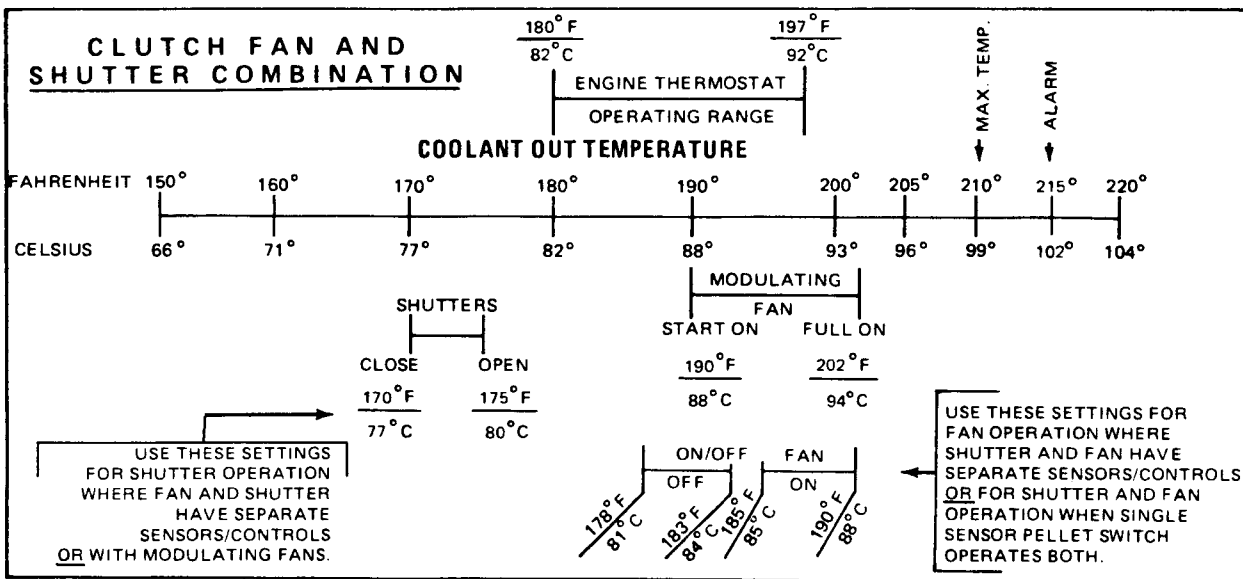 CLUTCH FAN AND
SHUTTER COMBINATION
180°F
82°C
197°F
92°C
ENGINE THERMOSTAT
OPERATING RANGE
MAX. TEMP.
ALARM
COOLANT OUT TEMPERATURE
FAHRENHEIT 150° 160° 170° 180° 190° 200° 205° 210° 215° 220°
CELSIUS 66° 71° 77° 82° 88° 93° 96° 99° 102° 104°
MODULATING
FAN
START ON FULL ON
190°F 202°F
88°C 94°C
SHUTTERS
CLOSE OPEN
170°F 175°F
77°C 80°C
USE THESE SETTINGS
FOR SHUTTER OPERATION
WHERE FAN AND SHUTTER
HAVE SEPARATE
SENSORS/CONTROLS
OR WITH MODULATING FANS.
ON/OFF FAN
OFF ON
178°F 183°F 185°F 190°F
81°C 84°C 85°C 88°C
USE THESE SETTINGS FOR
FAN OPERATION WHERE
SHUTTER AND FAN HAVE
SEPARATE SENSORS/CONTROLS
OR FOR SHUTTER AND FAN
OPERATION WHEN SINGLE
SENSOR PELLET SWITCH
OPERATES BOTH.